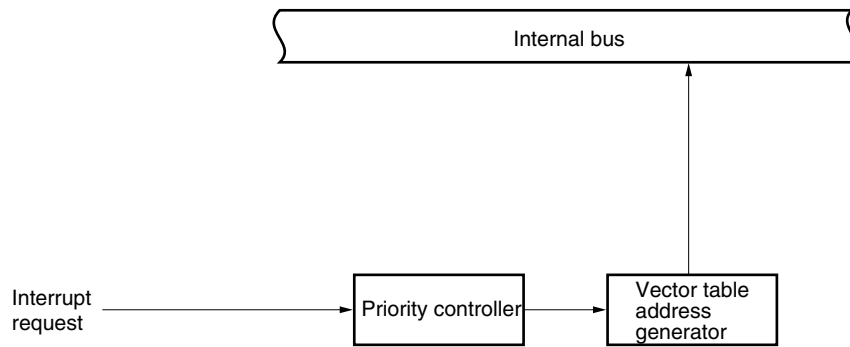 Internal bus
Interrupt
request
Priority controller
Vector table
address
generator